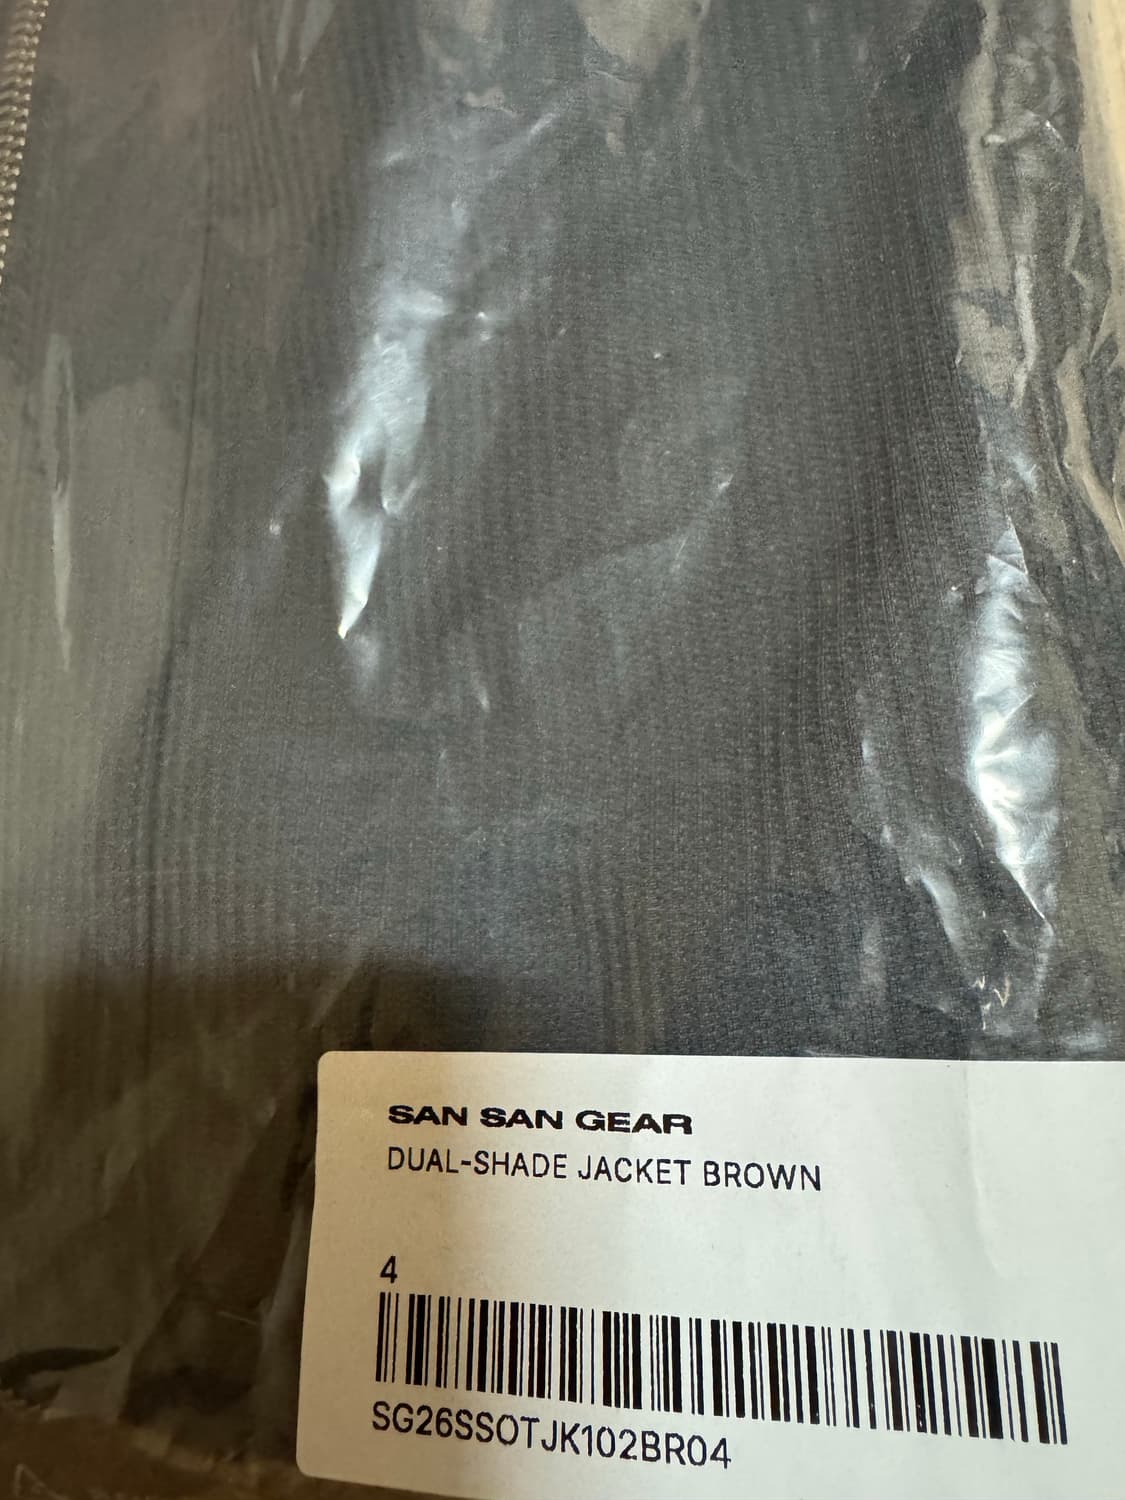 SAN SAN GEAR
DUAL-SHADE JACKET BROWN
4
SG26SSOTJK102BR04